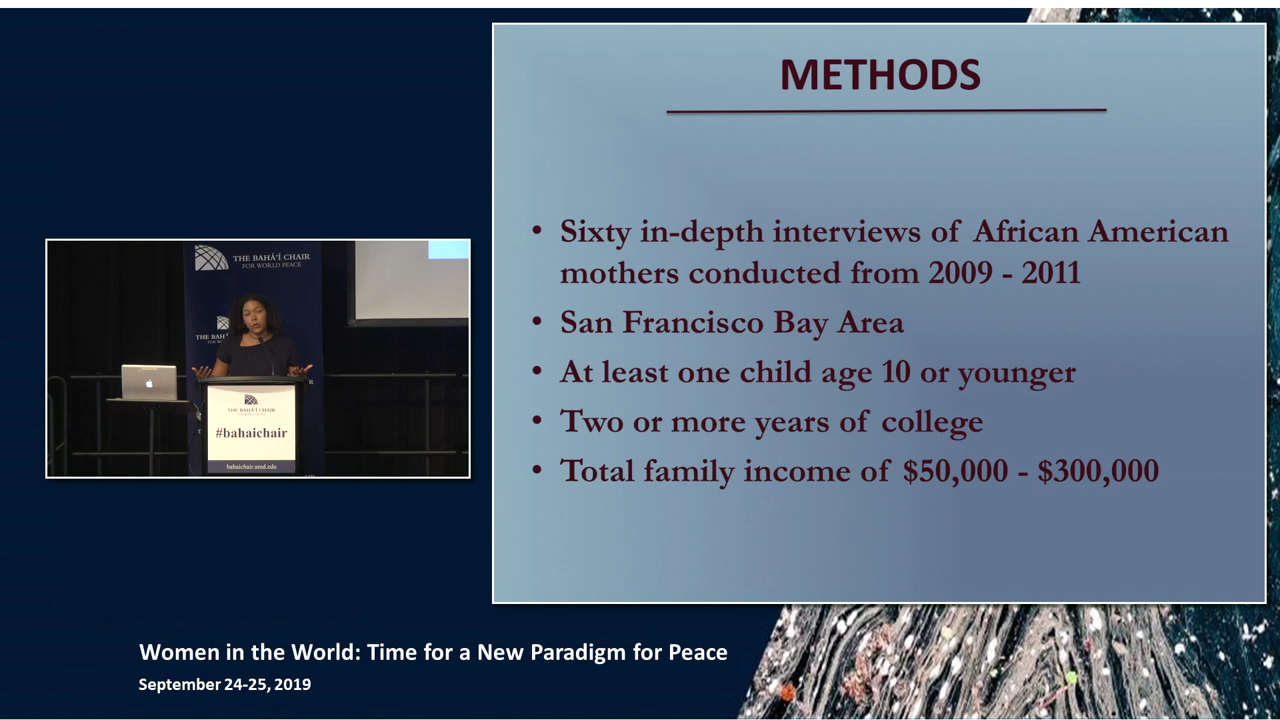 METHODS
• Sixty in-depth interviews of African American
mothers conducted from 2009 - 2011
• San Francisco Bay Area
• At least one child age 10 or younger
• Two or more years of college
• Total family income of $50,000 - $300,000
THE BAHÁ'Í CHAIR
FOR WORLD PEACE
THE BAHÁ'Í CHAIR
#bahaichair
bahaichair.umd.edu
Women in the World: Time for a New Paradigm for Peace
September 24-25, 2019